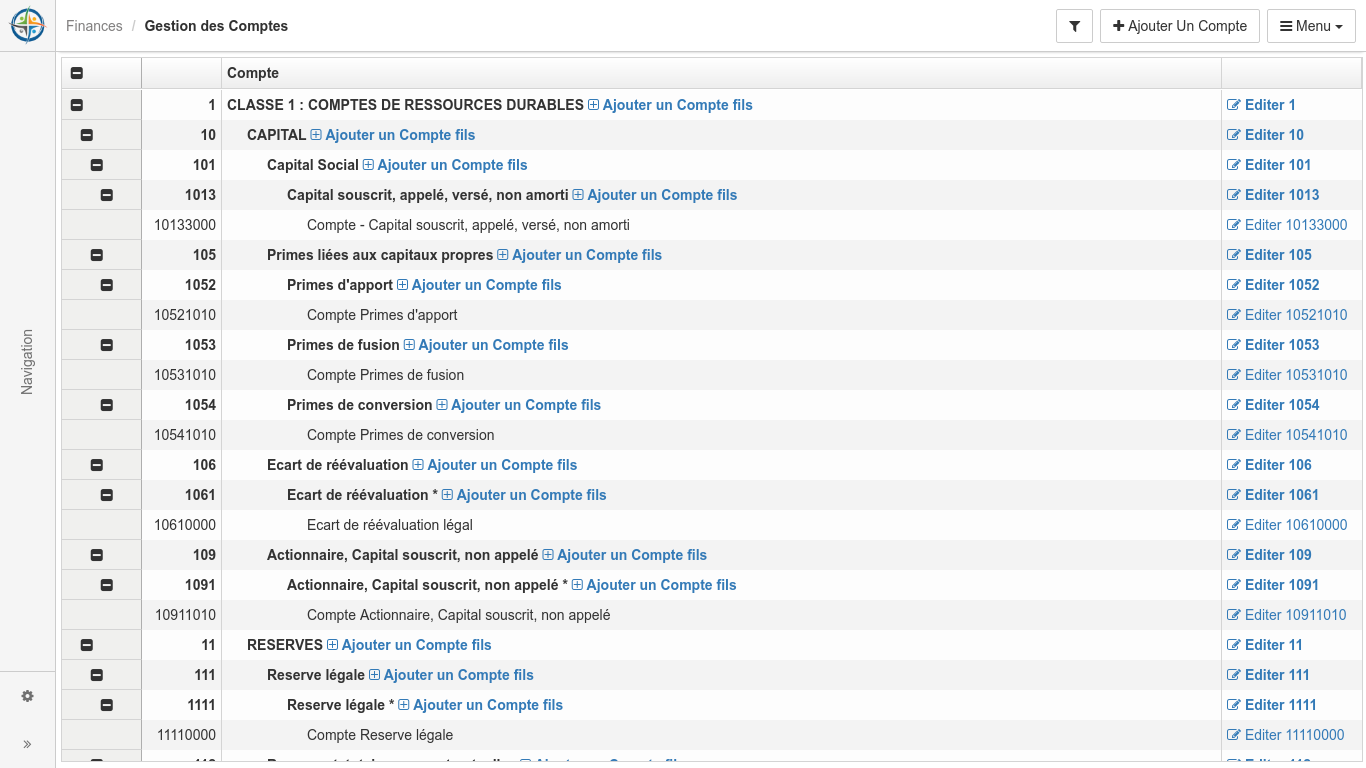 Finances / Gestion des Comptes
Ajouter Un Compte
Menu
Navigation
Compte
1 CLASSE 1 : COMPTES DE RESSOURCES DURABLES Ajouter un Compte fils Editer 1
10 CAPITAL Ajouter un Compte fils Editer 10
101 Capital Social Ajouter un Compte fils Editer 101
1013 Capital souscrit, appelé, versé, non amorti Ajouter un Compte fils Editer 1013
10133000 Compte - Capital souscrit, appelé, versé, non amorti Editer 10133000
105 Primes liées aux capitaux propres Ajouter un Compte fils Editer 105
1052 Primes d'apport Ajouter un Compte fils Editer 1052
10521010 Compte Primes d'apport Editer 10521010
1053 Primes de fusion Ajouter un Compte fils Editer 1053
10531010 Compte Primes de fusion Editer 10531010
1054 Primes de conversion Ajouter un Compte fils Editer 1054
10541010 Compte Primes de conversion Editer 10541010
106 Ecart de réévaluation Ajouter un Compte fils Editer 106
1061 Ecart de réévaluation * Ajouter un Compte fils Editer 1061
10610000 Ecart de réévaluation légal Editer 10610000
109 Actionnaire, Capital souscrit, non appelé Ajouter un Compte fils Editer 109
1091 Actionnaire, Capital souscrit, non appelé * Ajouter un Compte fils Editer 1091
10911010 Compte Actionnaire, Capital souscrit, non appelé Editer 10911010
11 RESERVES Ajouter un Compte fils Editer 11
111 Reserve légale Ajouter un Compte fils Editer 111
1111 Reserve légale * Ajouter un Compte fils Editer 1111
11110000 Compte Reserve légale Editer 11110000